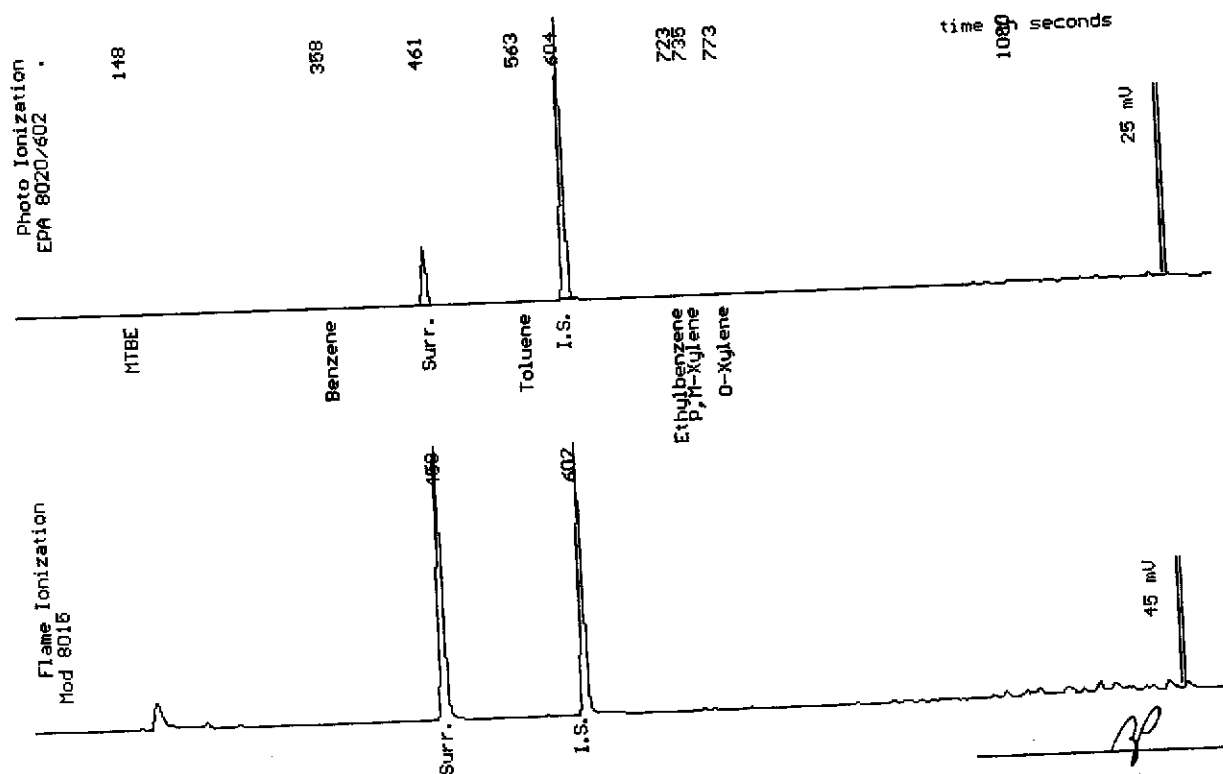 Photo Ionization
EPA 8020/602
148
358
461
563
604
723
735
773
time seconds
1080
25 mV
MTBE
Benzene
Surr.
Toluene
I.S.
Ethylbenzene
P,M-Xylene
O-Xylene
Flame Ionization
Mod 8015
602
45 mV
Surr.
I.S.